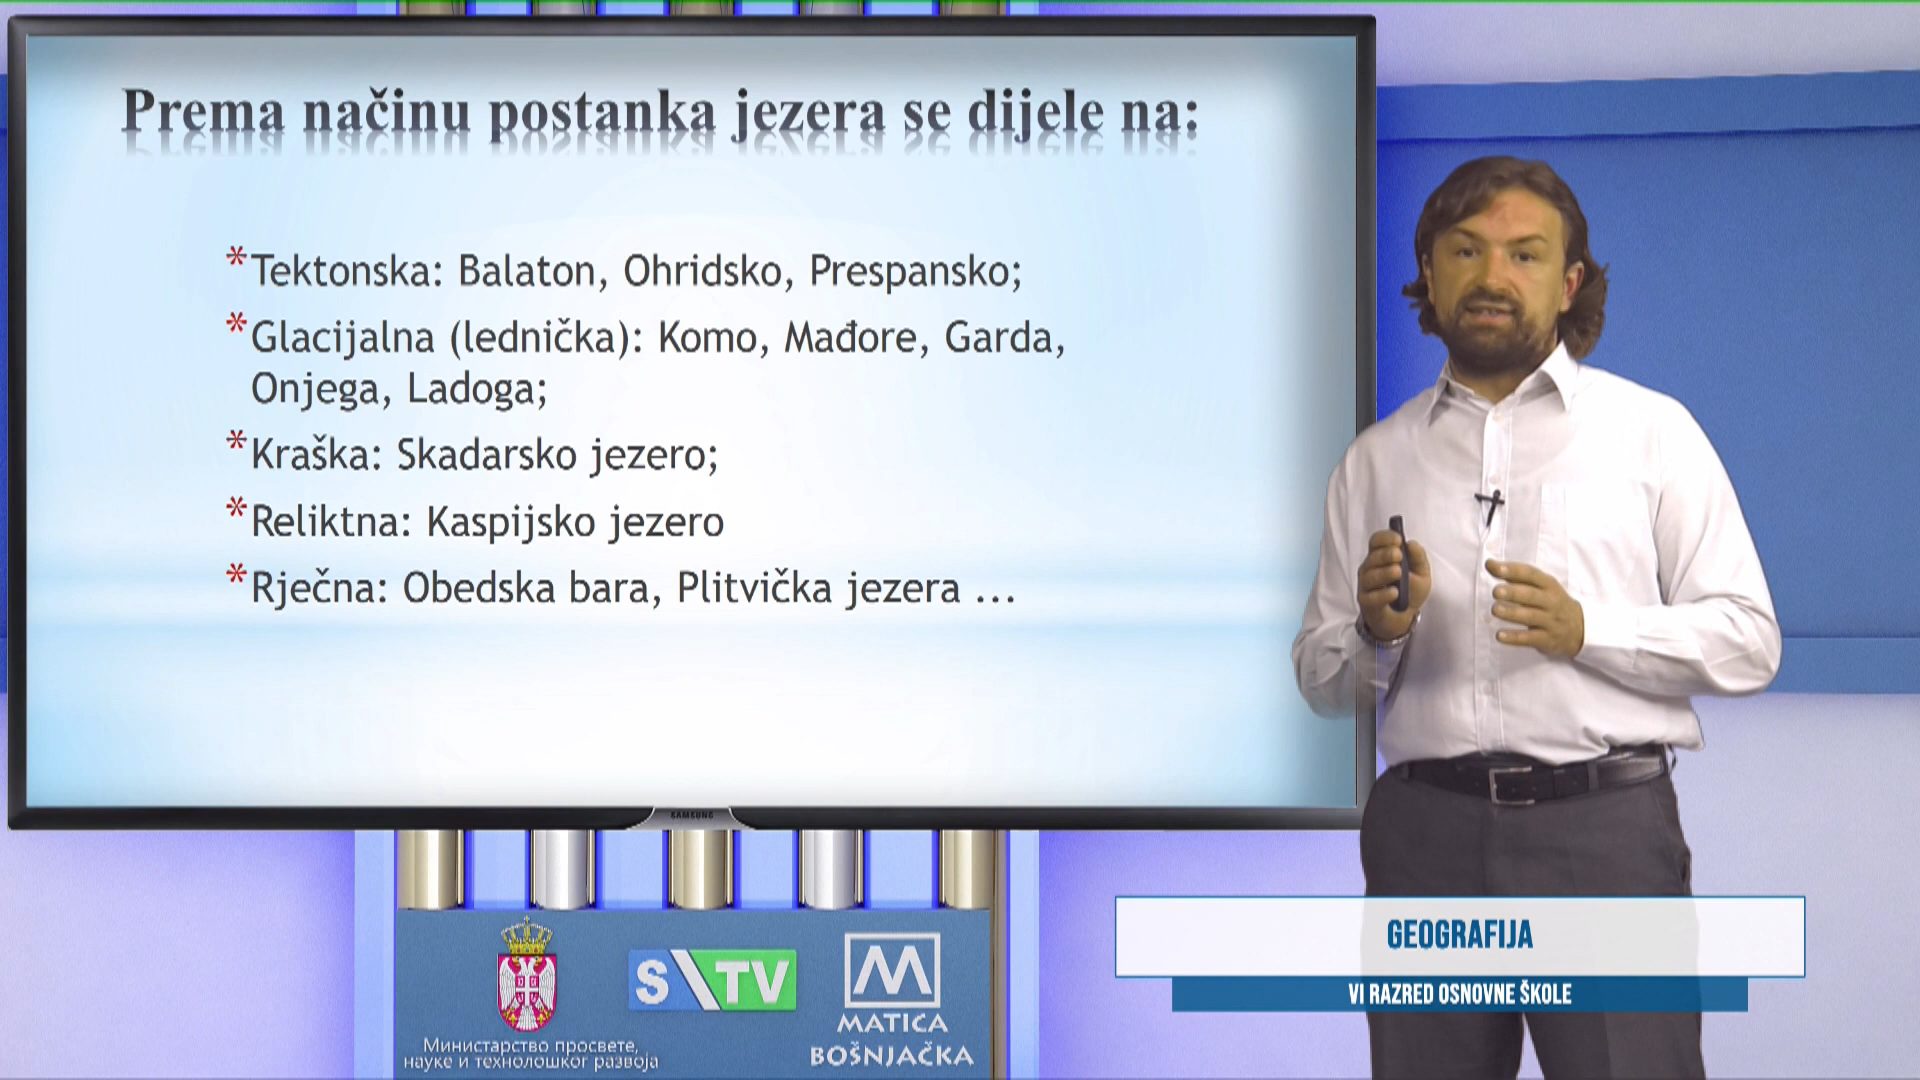 Prema načinu postanka jezera se dijele na:
*Tektonska: Balaton, Ohridsko, Prespansko;
*Glacijalna (lednička): Komo, Mađore, Garda,
Onjega, Ladoga;
*Kraška: Skadarsko jezero;
*Reliktna: Kaspijsko jezero
*Rječna: Obedska bara, Plitvička jezera ...
SAMSUNG
GEOGRAFIJA
VI RAZRED OSNOVNE ŠKOLE
Министарство просвете,
науке и технолошког развоја
S TV
M
MATICA
BOŠNJAČKA